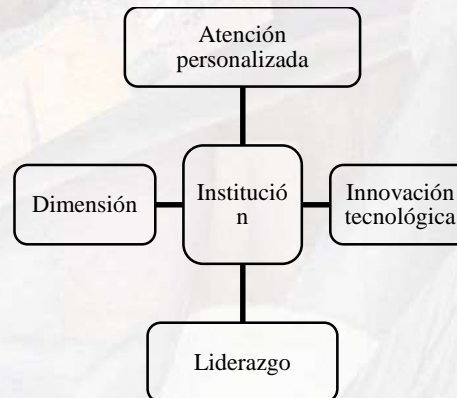 Atención
personalizada
Dimensión
Institució
n
Innovación
tecnológica
Liderazgo